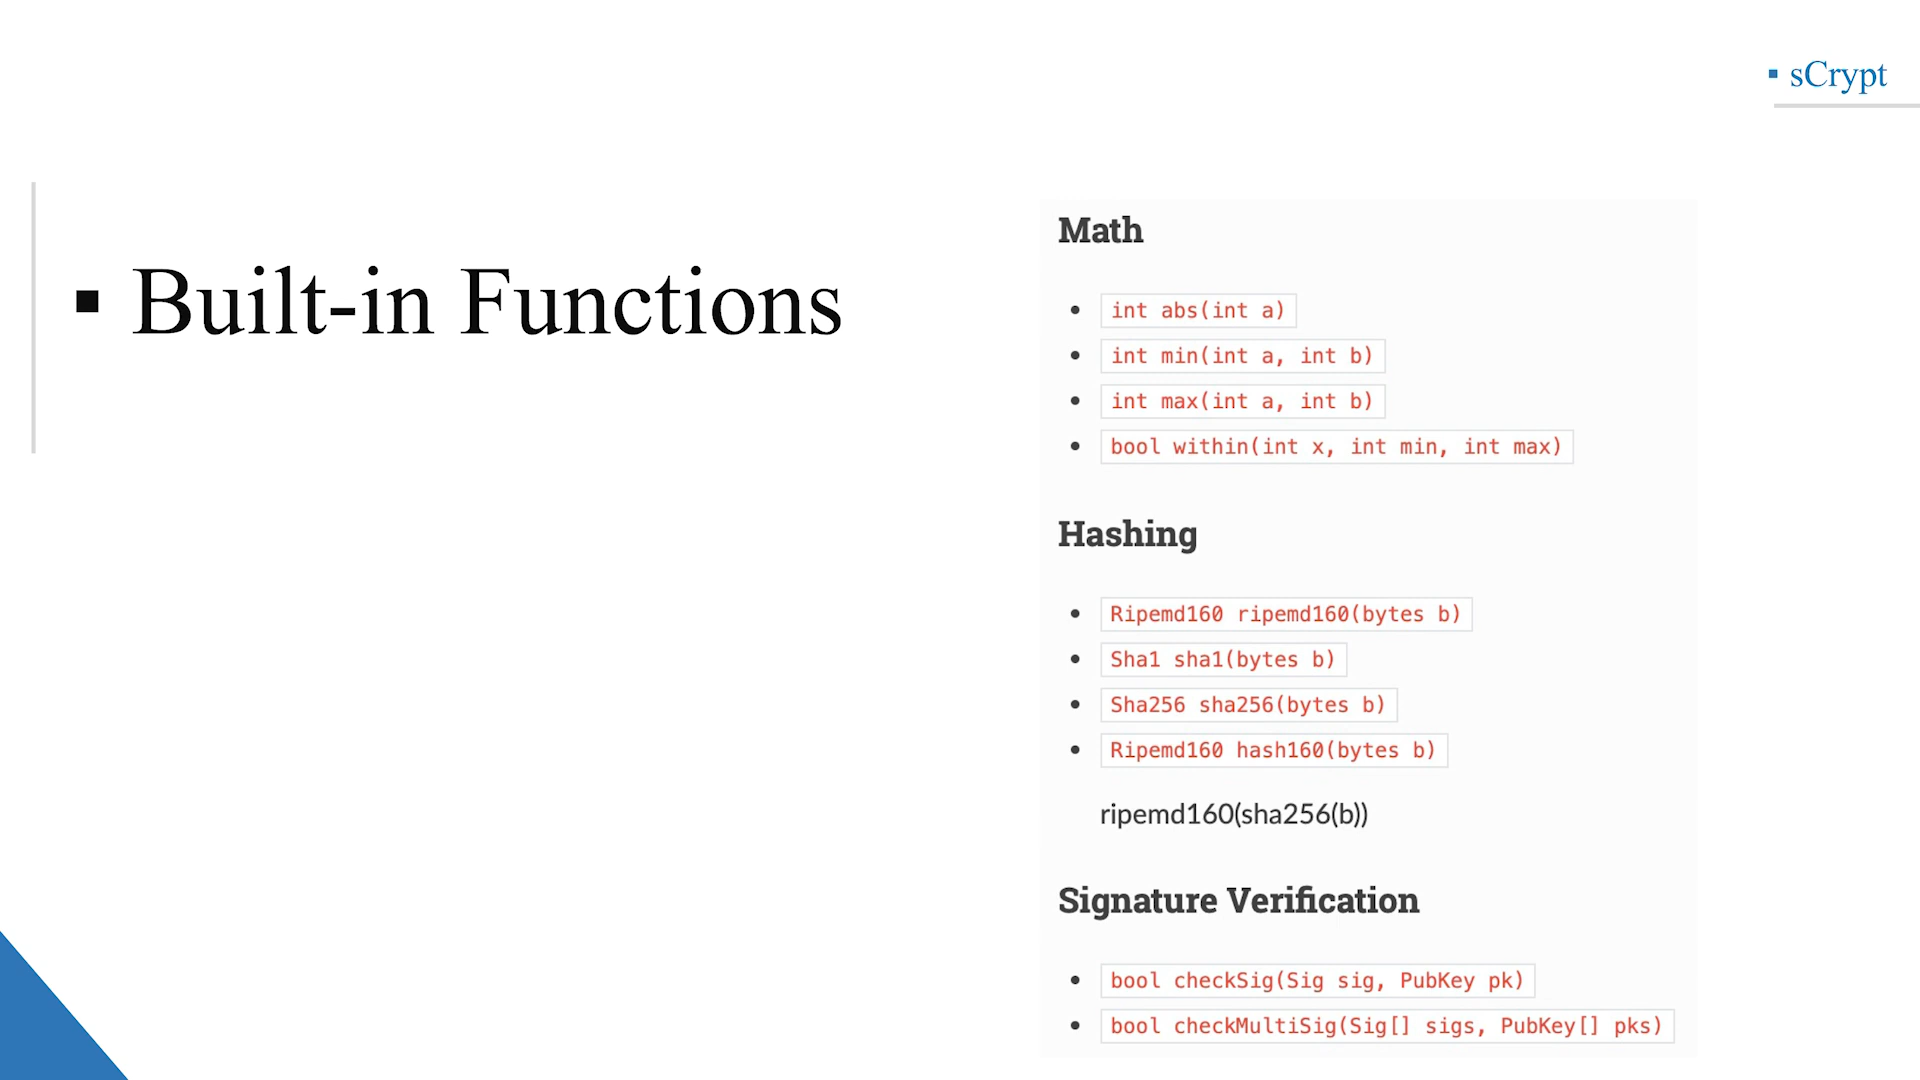 ▪ sCrypt
▪ Built-in Functions
Math
• int abs(int a)
• int min(int a, int b)
• int max(int a, int b)
• bool within(int x, int min, int max)
Hashing
• Ripemd160 ripemd160(bytes b)
• Sha1 sha1(bytes b)
• Sha256 sha256(bytes b)
• Ripemd160 hash160(bytes b)
ripemd160(sha256(b))
Signature Verification
• bool checkSig(Sig sig, PubKey pk)
• bool checkMultiSig(Sig[] sigs, PubKey[] pks)